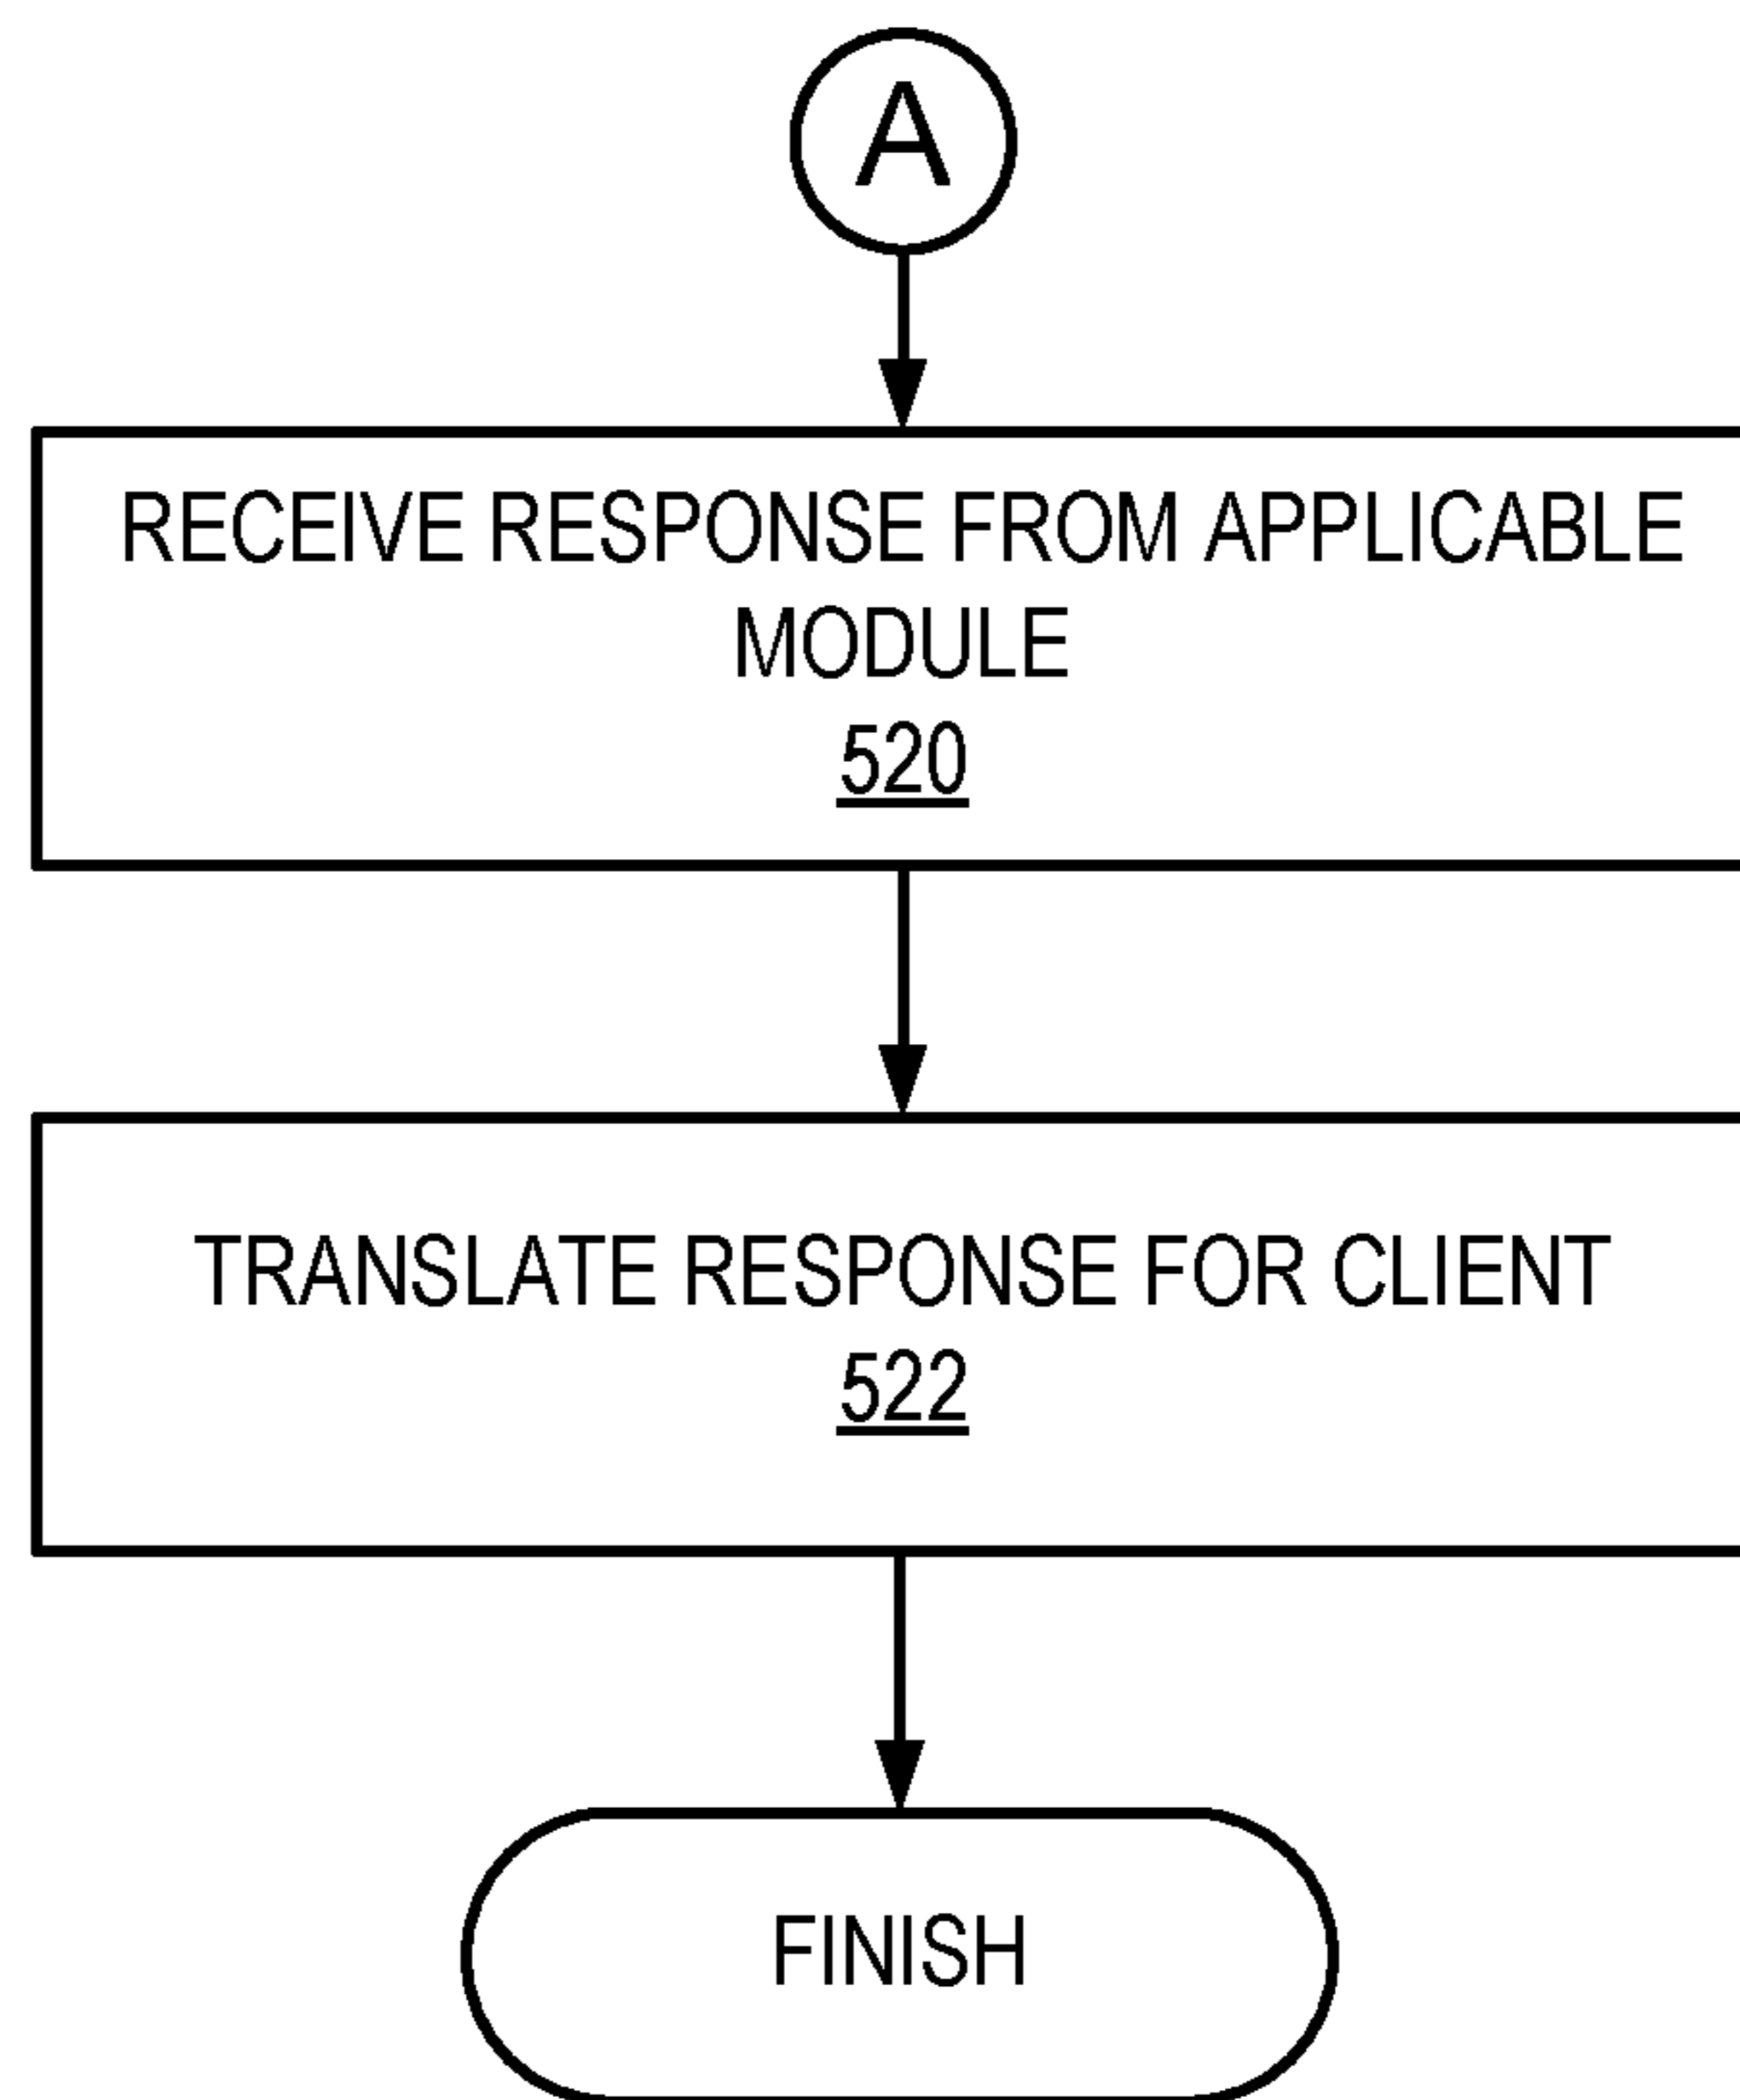 A
RECEIVE RESPONSE FROM APPLICABLE
MODULE
520
TRANSLATE RESPONSE FOR CLIENT
522
FINISH